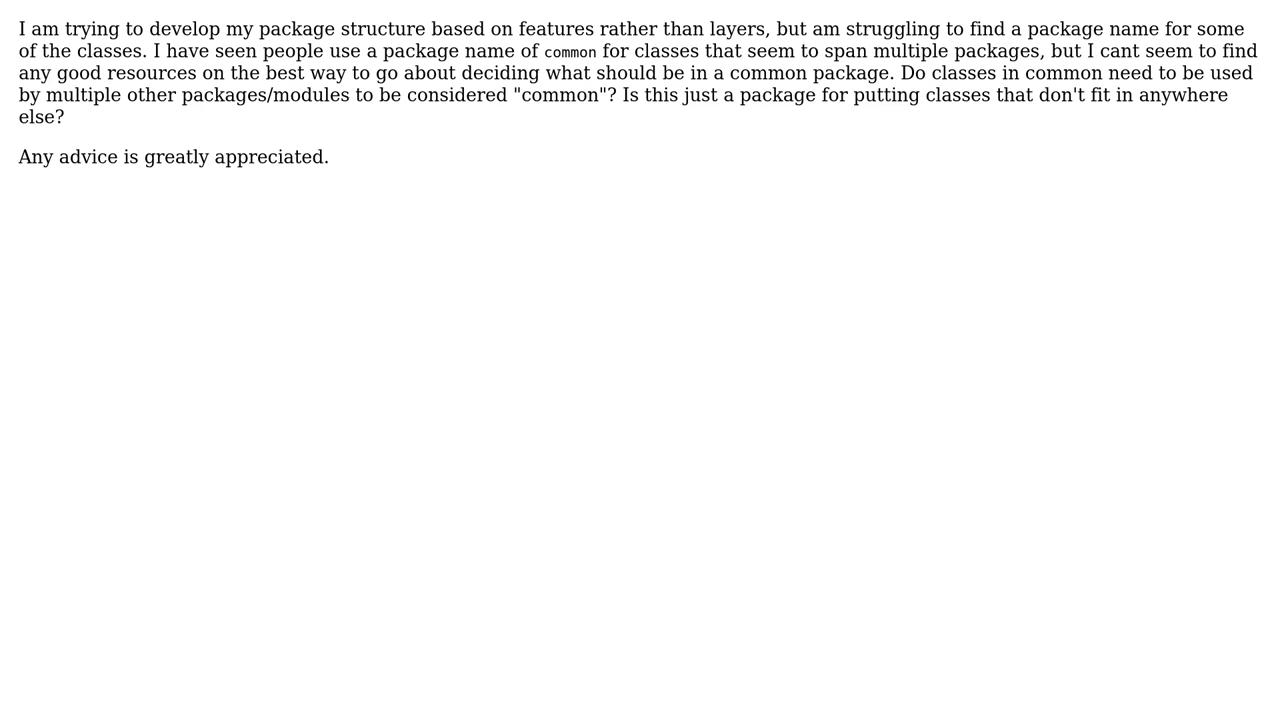 I am trying to develop my package structure based on features rather than layers, but am struggling to find a package name for some
of the classes. I have seen people use a package name of common for classes that seem to span multiple packages, but I cant seem to find
any good resources on the best way to go about deciding what should be in a common package. Do classes in common need to be used
by multiple other packages/modules to be considered "common"? Is this just a package for putting classes that don't fit in anywhere
else?
Any advice is greatly appreciated.